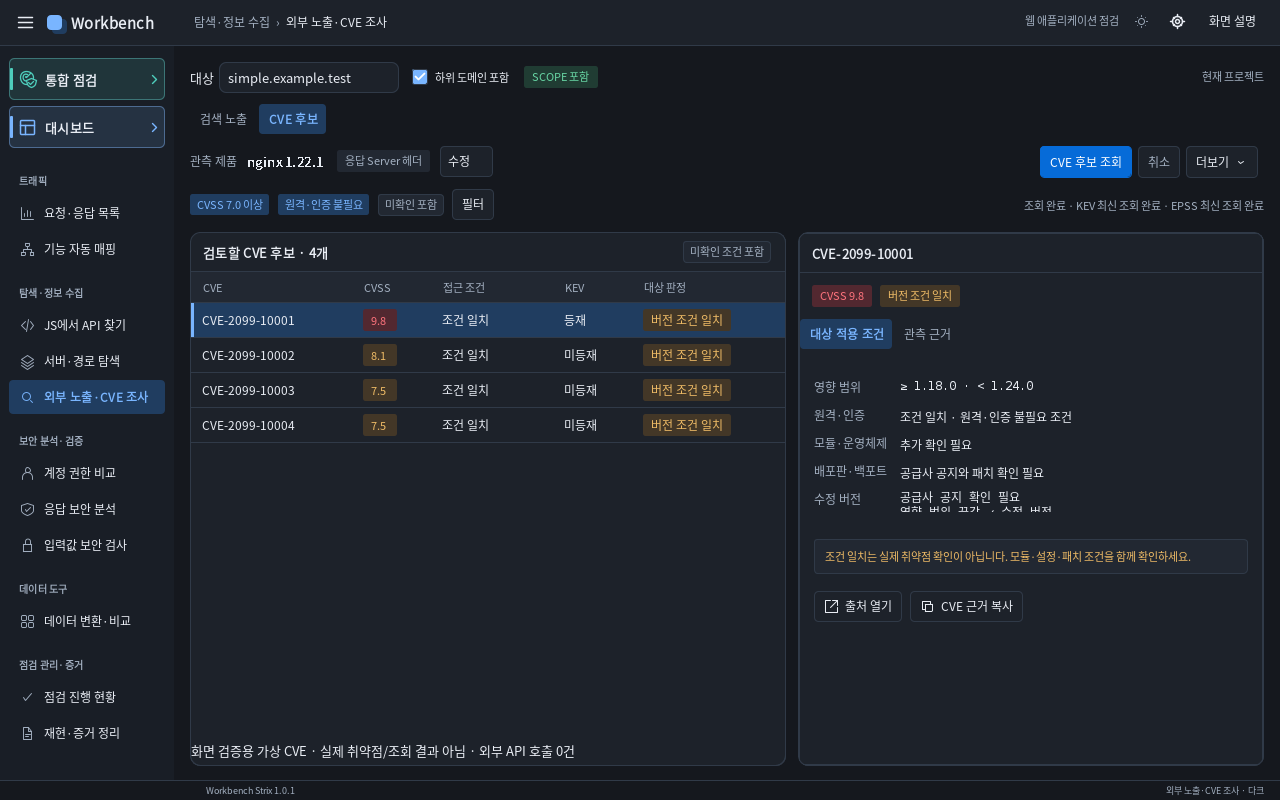 Workbench
탐색·정보 수집 › 외부 노출·CVE 조사
웹 애플리케이션 점검
화면 설명
통합 점검
대시보드
트래픽
요청·응답 목록
기능 자동 매핑
탐색·정보 수집
JS에서 API 찾기
서버·경로 탐색
외부 노출·CVE 조사
보안 분석·검증
계정 권한 비교
응답 보안 분석
입력값 보안 검사
데이터 도구
데이터 변환·비교
점검 관리·증거
점검 진행 현황
재현·증거 정리
대상 simple.example.test 하위 도메인 포함 SCOPE 포함 현재 프로젝트
검색 노출 CVE 후보
관측 제품 nginx 1.22.1 응답 Server 헤더 수정 CVE 후보 조회 취소 더보기
CVSS 7.0 이상 원격·인증 불필요 미확인 포함 필터 조회 완료 · KEV 최신 조회 완료 · EPSS 최신 조회 완료
검토할 CVE 후보 · 4개 미확인 조건 포함
CVE CVSS 접근 조건 KEV 대상 판정
CVE-2099-10001 9.8 조건 일치 등재 버전 조건 일치
CVE-2099-10002 8.1 조건 일치 미등재 버전 조건 일치
CVE-2099-10003 7.5 조건 일치 미등재 버전 조건 일치
CVE-2099-10004 7.5 조건 일치 미등재 버전 조건 일치
화면 검증용 가상 CVE · 실제 취약점/조회 결과 아님 · 외부 API 호출 0건
CVE-2099-10001
CVSS 9.8 버전 조건 일치
대상 적용 조건 관측 근거
영향 범위 ≥ 1.18.0 · < 1.24.0
원격·인증 조건 일치 · 원격·인증 불필요 조건
모듈·운영체제 추가 확인 필요
배포판·백포트 공급사 공지와 패치 확인 필요
수정 버전 공급사 공지 확인 필요
조건 일치는 실제 취약점 확인이 아닙니다. 모듈·설정·패치 조건을 함께 확인하세요.
출처 열기 CVE 근거 복사
Workbench Strix 1.0.1
외부 노출·CVE 조사 · 다크